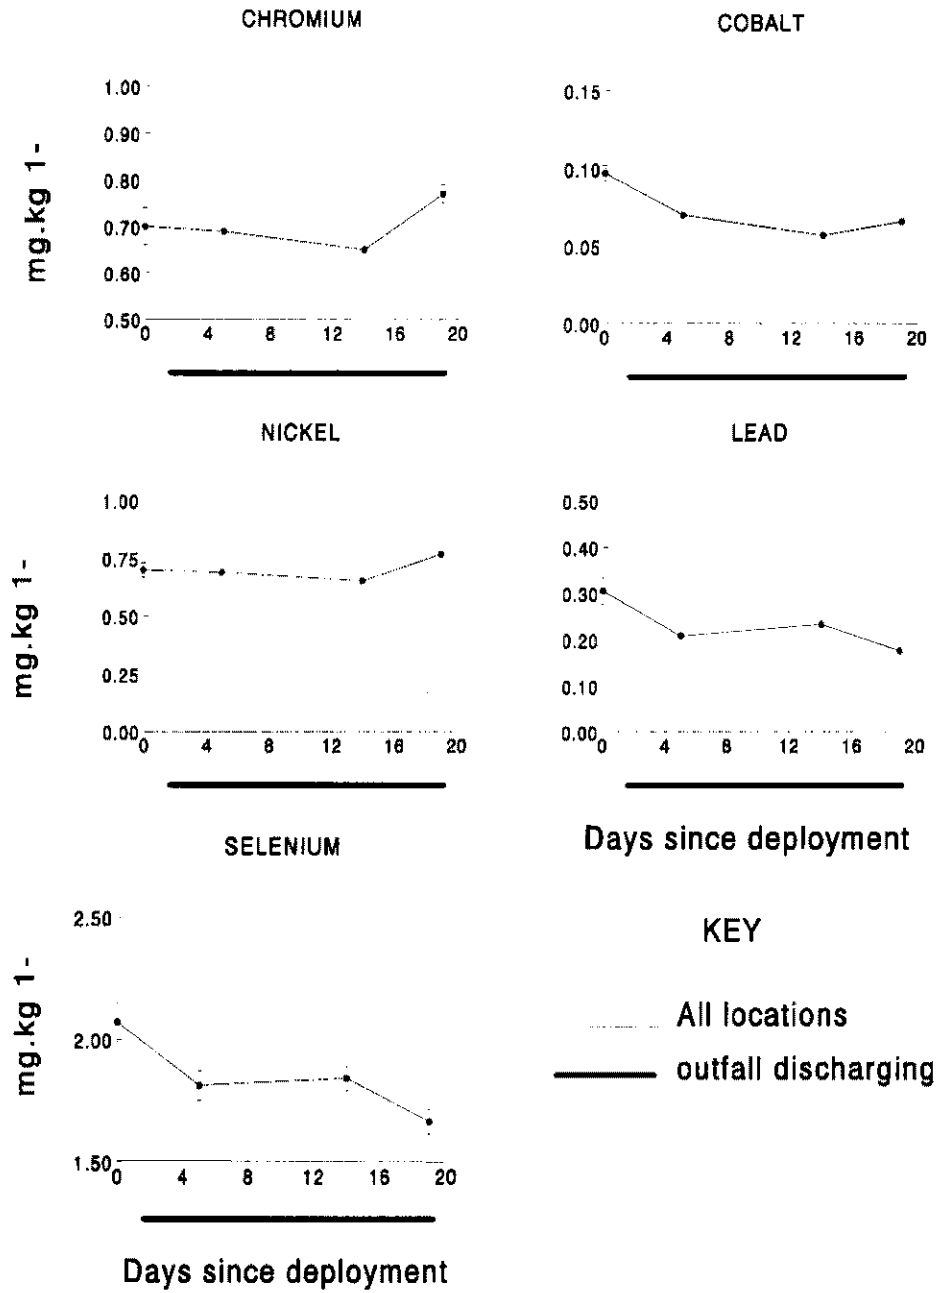 CHROMIUM
mg.kg 1-
1.00
0.90
0.80
0.70
0.60
0.50
0 4 8 12 16 20
COBALT
0.15
0.10
0.05
0.00
0 4 8 12 16 20
NICKEL
mg.kg 1-
1.00
0.75
0.50
0.25
0.00
0 4 8 12 16 20
LEAD
0.50
0.40
0.30
0.20
0.10
0.00
0 4 8 12 16 20
Days since deployment
SELENIUM
mg.kg 1-
2.50
2.00
1.50
0 4 8 12 16 20
Days since deployment
KEY
All locations
outfall discharging